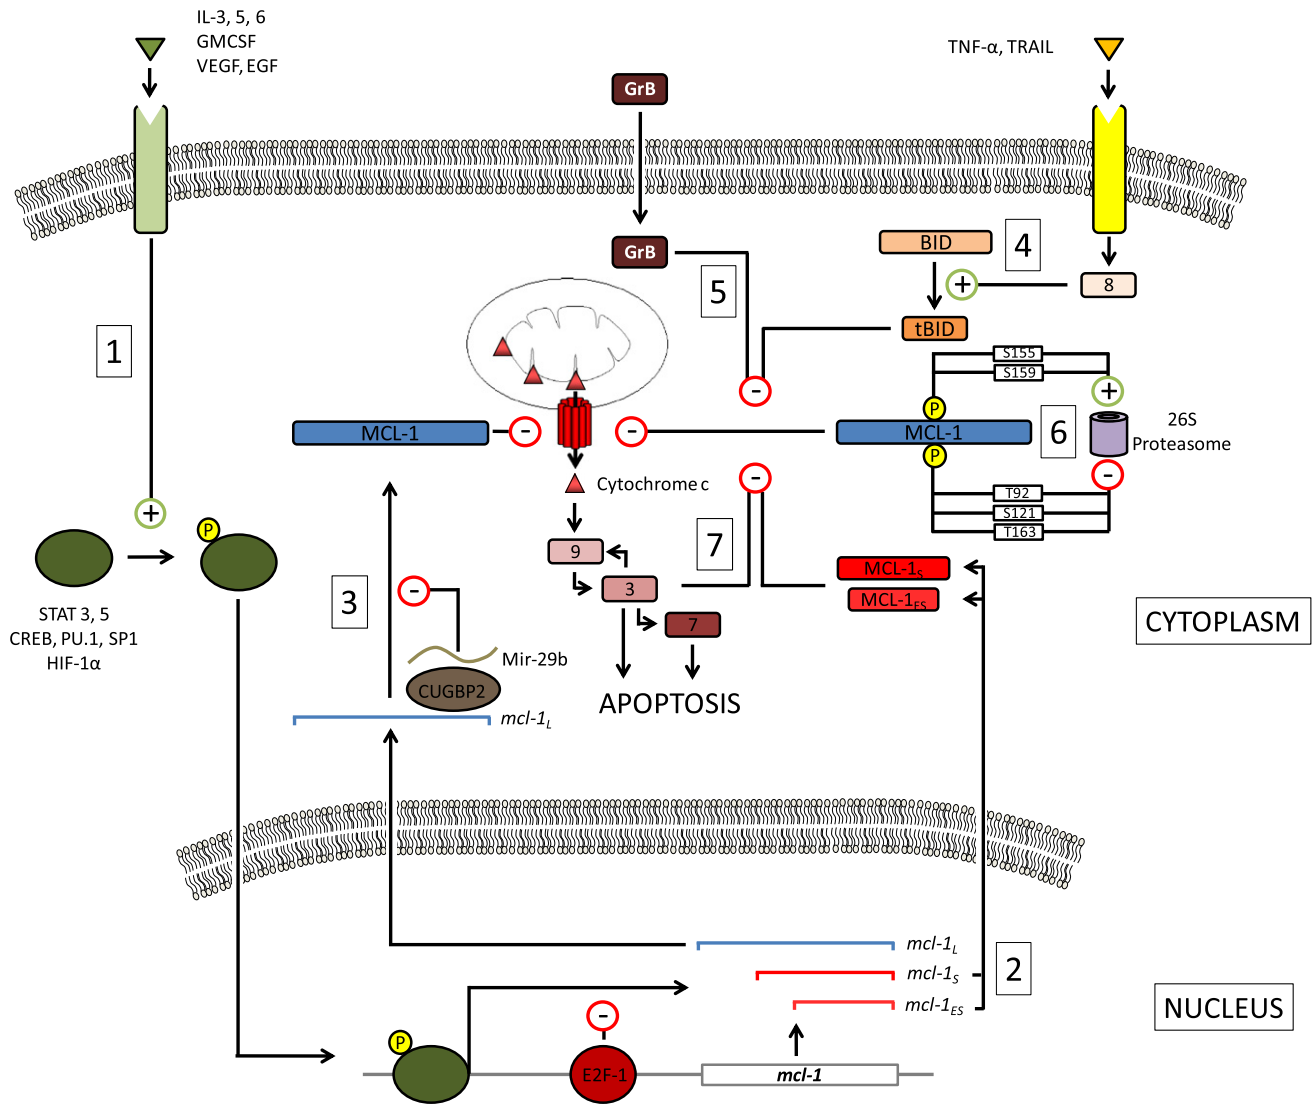 IL-3, 5, 6
GMCSF
VEGF, EGF
TNF-α, TRAIL
GrB
GrB
BID
4
8
5
+
tBID
1
S155
S159
P
+
-
MCL-1
-
-
MCL-1
6
26S
Proteasome
P
-
-
Cytochrome c
T92
S121
T163
+
P
9
7
3
-
3
MCL-1S
MCL-1ES
7
STAT 3, 5
CREB, PU.1, SP1
HIF-1α
CYTOPLASM
Mir-29b
CUGBP2
APOPTOSIS
mcl-1L
mcl-1L
mcl-1S
2
mcl-1ES
NUCLEUS
-
P
E2F-1
mcl-1